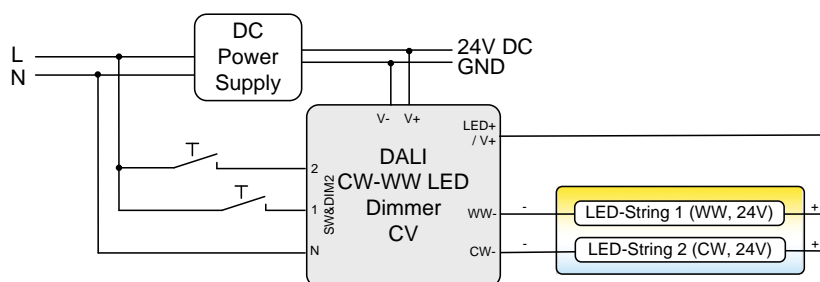 DC
Power
Supply
L
N
24V DC
GND
V- V+
LED+
/ V+
DALI
CW-WW LED
Dimmer
CV
2
1
N
SW&DIM2
WW-
CW-
- LED-String 1 (WW, 24V) +
- LED-String 2 (CW, 24V) +